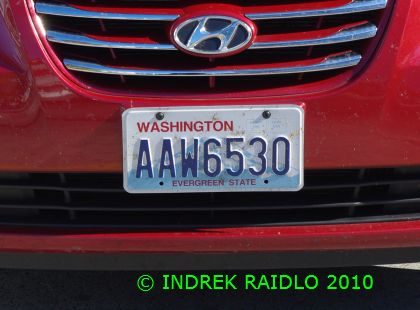 WASHINGTON
AAW6530
EVERGREEN STATE
© INDREK RAIDLO 2010